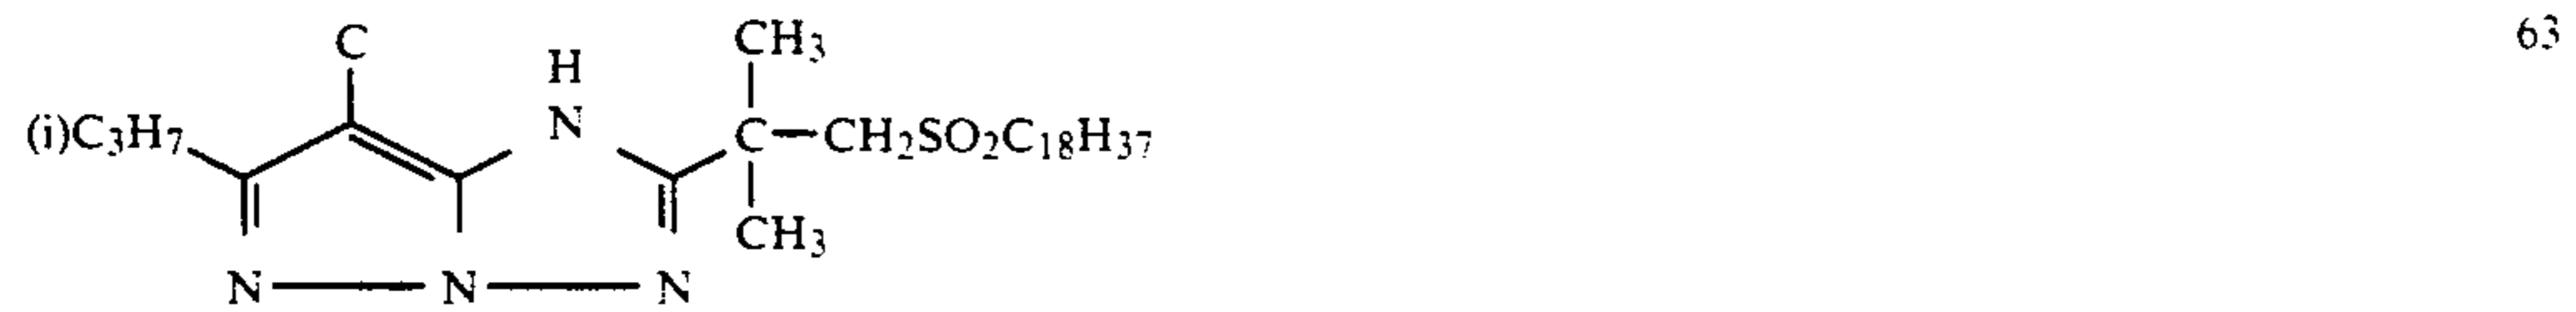 C CH₃ 63
H
(i)C₃H₇ N C—CH₂SO₂C₁₈H₃₇
CH₃
N N N